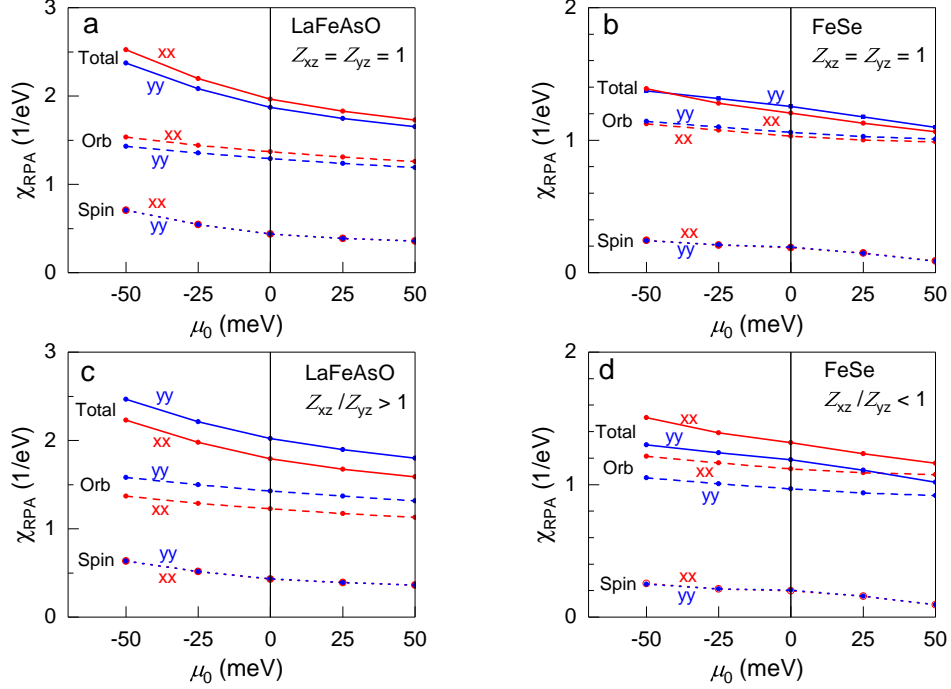 a
LaFeAsO
Z_xz = Z_yz = 1
Total
xx
yy
Orb
xx
yy
Spin
xx
yy
χ_RPA (1/eV)
3
2
1
0
-50 -25 0 25 50
μ_0 (meV)
b
FeSe
Z_xz = Z_yz = 1
Total
yy
xx
Orb
yy
xx
Spin
xx
yy
χ_RPA (1/eV)
2
1
0
-50 -25 0 25 50
μ_0 (meV)
c
LaFeAsO
Z_xz /Z_yz > 1
Total
yy
xx
Orb
yy
xx
Spin
yy
xx
χ_RPA (1/eV)
3
2
1
0
-50 -25 0 25 50
μ_0 (meV)
d
FeSe
Z_xz /Z_yz < 1
Total
xx
yy
Orb
xx
yy
Spin
xx
yy
χ_RPA (1/eV)
2
1
0
-50 -25 0 25 50
μ_0 (meV)